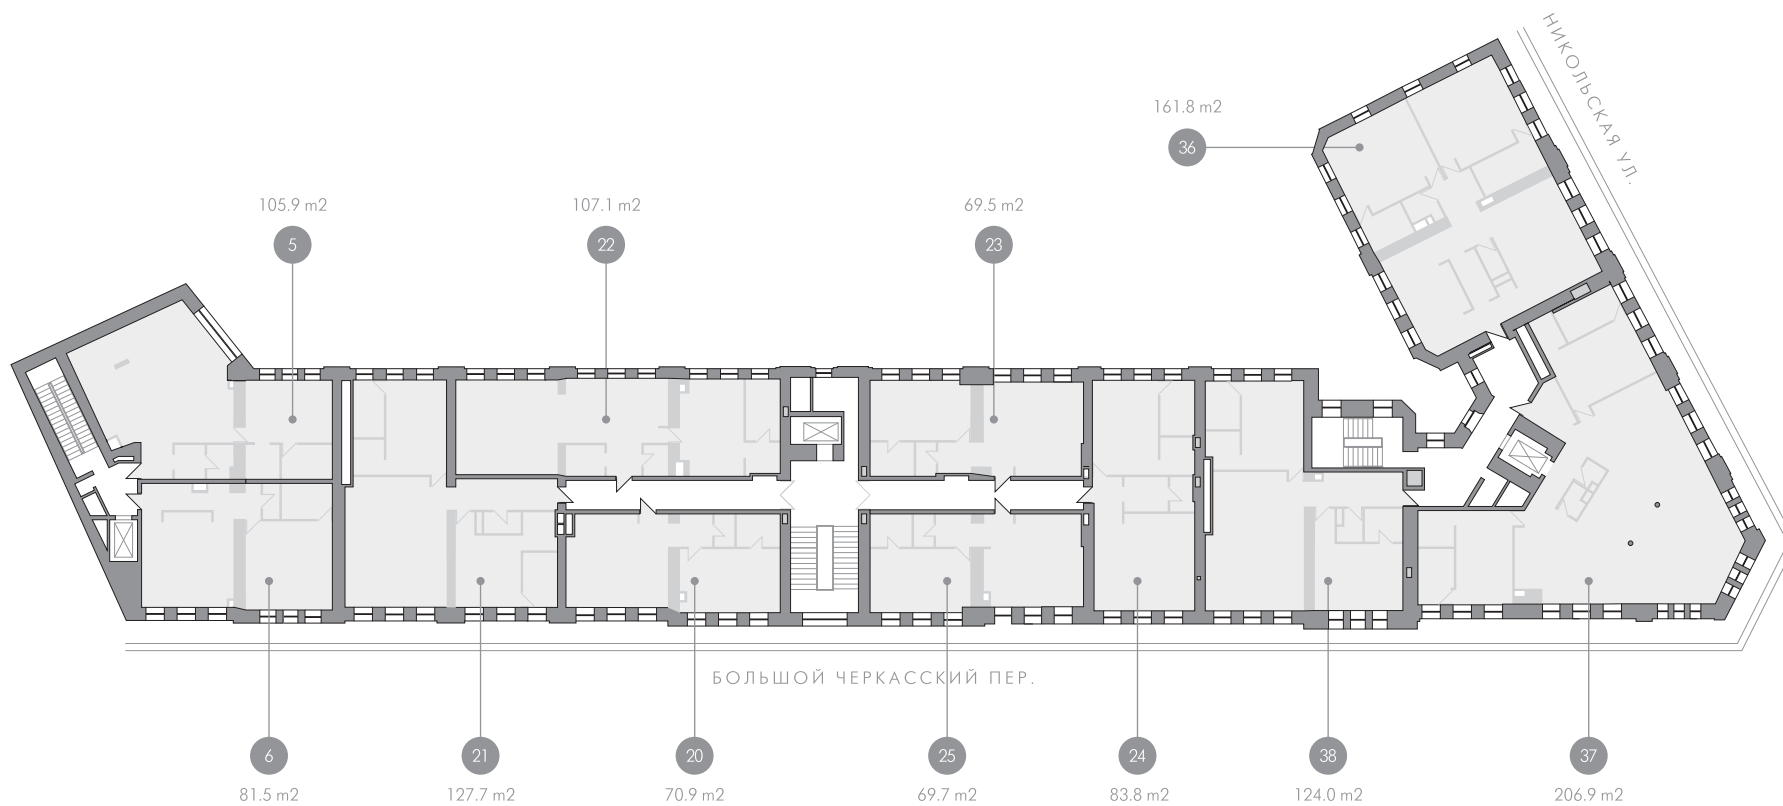 НИКОЛЬСКАЯ УЛ.
161.8 m2
36
105.9 m2
107.1 m2
69.5 m2
5
22
23
БОЛЬШОЙ ЧЕРКАССКИЙ ПЕР.
6
21
20
25
24
38
37
81.5 m2
127.7 m2
70.9 m2
69.7 m2
83.8 m2
124.0 m2
206.9 m2